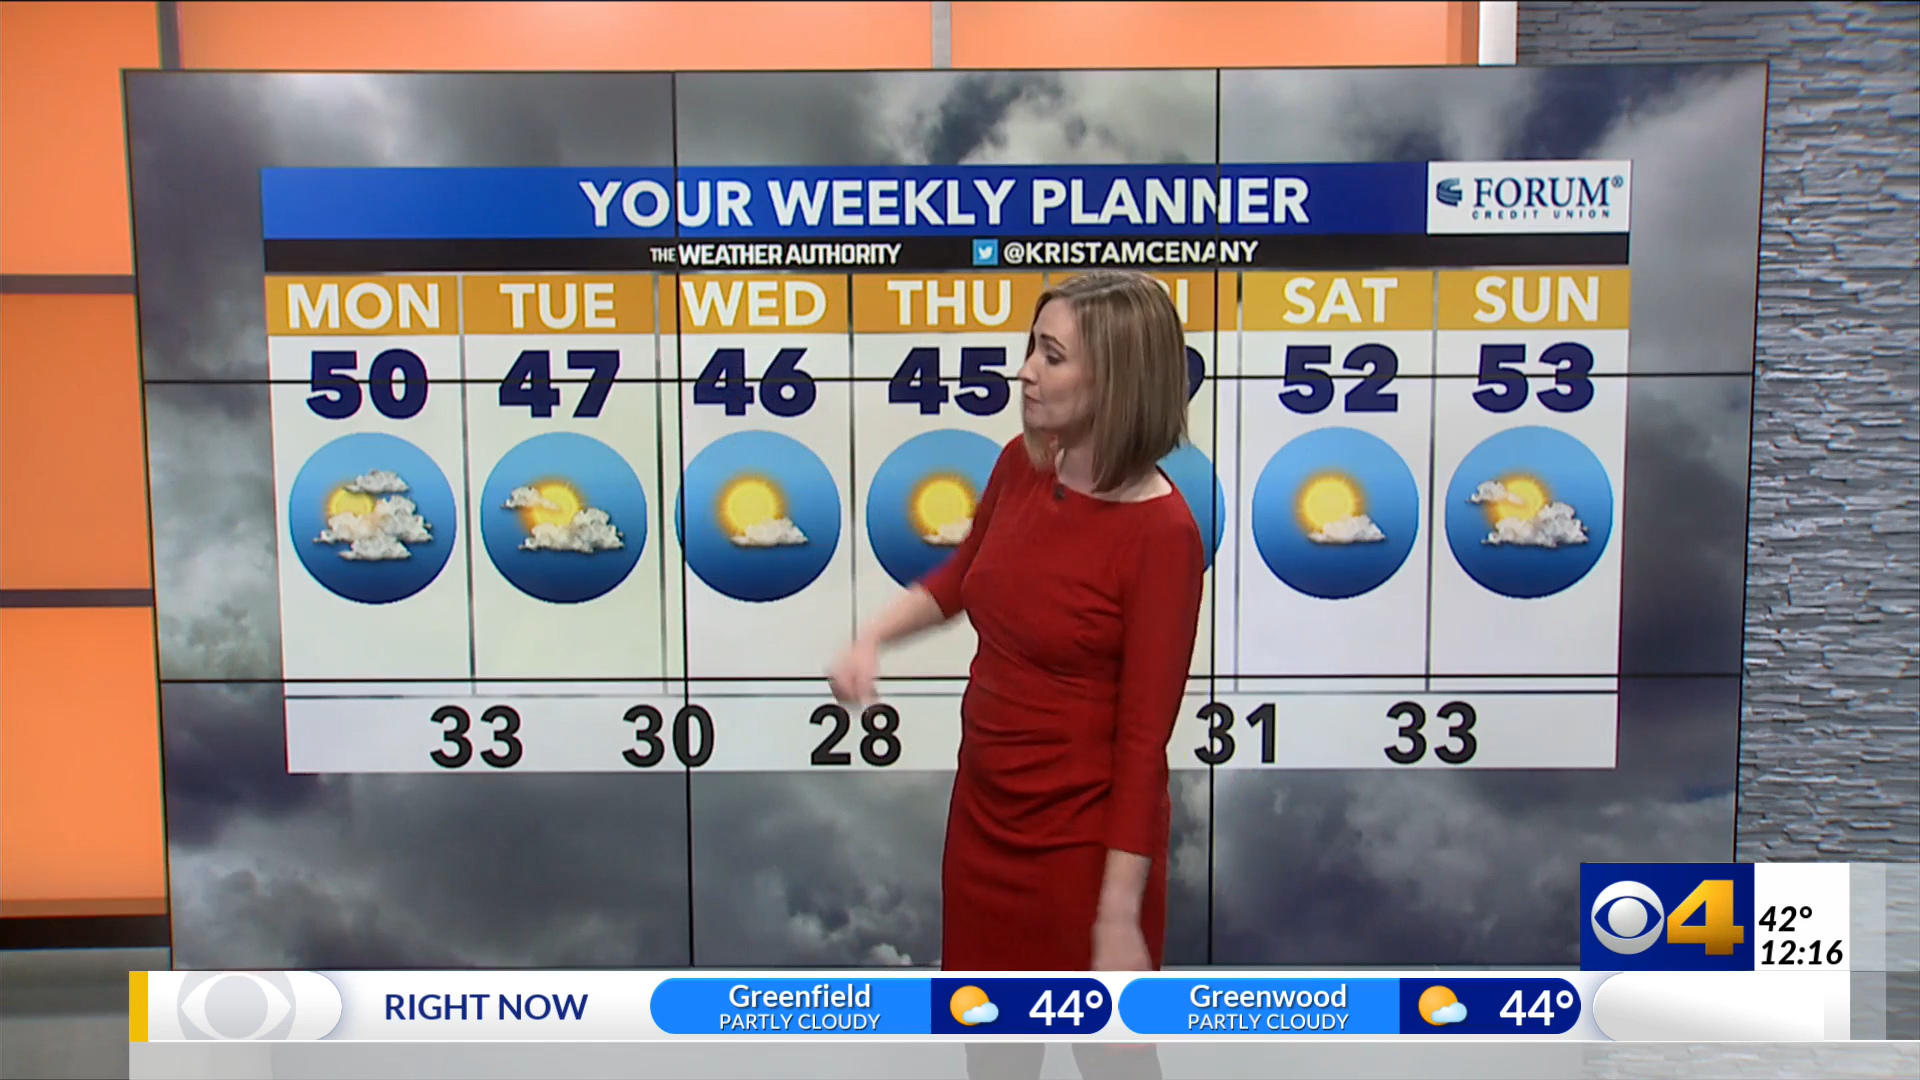 YOUR WEEKLY PLANNER
FORUM®
CREDIT UNION
THE WEATHER AUTHORITY @KRISTAMCENANY
MON TUE WED THU SAT SUN
50 47 46 45 52 53
33 30 28 31 33
4
42°
12:16
RIGHT NOW
Greenfield
PARTLY CLOUDY
44°
Greenwood
PARTLY CLOUDY
44°